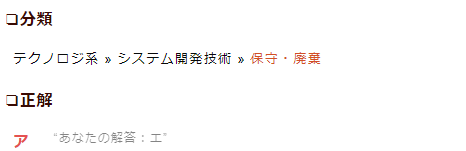 ❏分類
テクノロジ系 » システム開発技術 » 保守・廃棄
❏正解
ア “あなたの解答：エ”